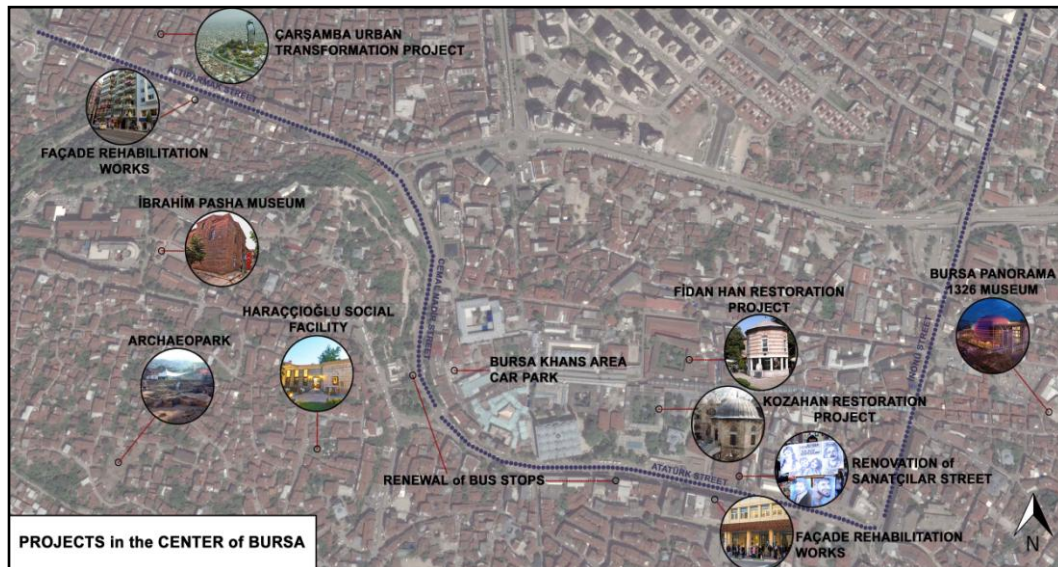 ÇARŞAMBA URBAN
TRANSFORMATION PROJECT
ALTIPARMAK STREET
FAÇADE REHABILITATION
WORKS
İBRAHİM PASHA MUSEUM
HARAÇÇIOĞLU SOCIAL
FACILITY
ARCHAEOPARK
CEMAL NADİR STREET
BURSA KHANS AREA
CAR PARK
FİDAN HAN RESTORATION
PROJECT
BURSA PANORAMA
1326 MUSEUM
İNÖNÜ STREET
KOZAHAN RESTORATION
PROJECT
RENOVATION of
SANATÇILAR STREET
ATATÜRK STREET
RENEWAL of BUS STOPS
FAÇADE REHABILITATION
WORKS
PROJECTS in the CENTER of BURSA
N